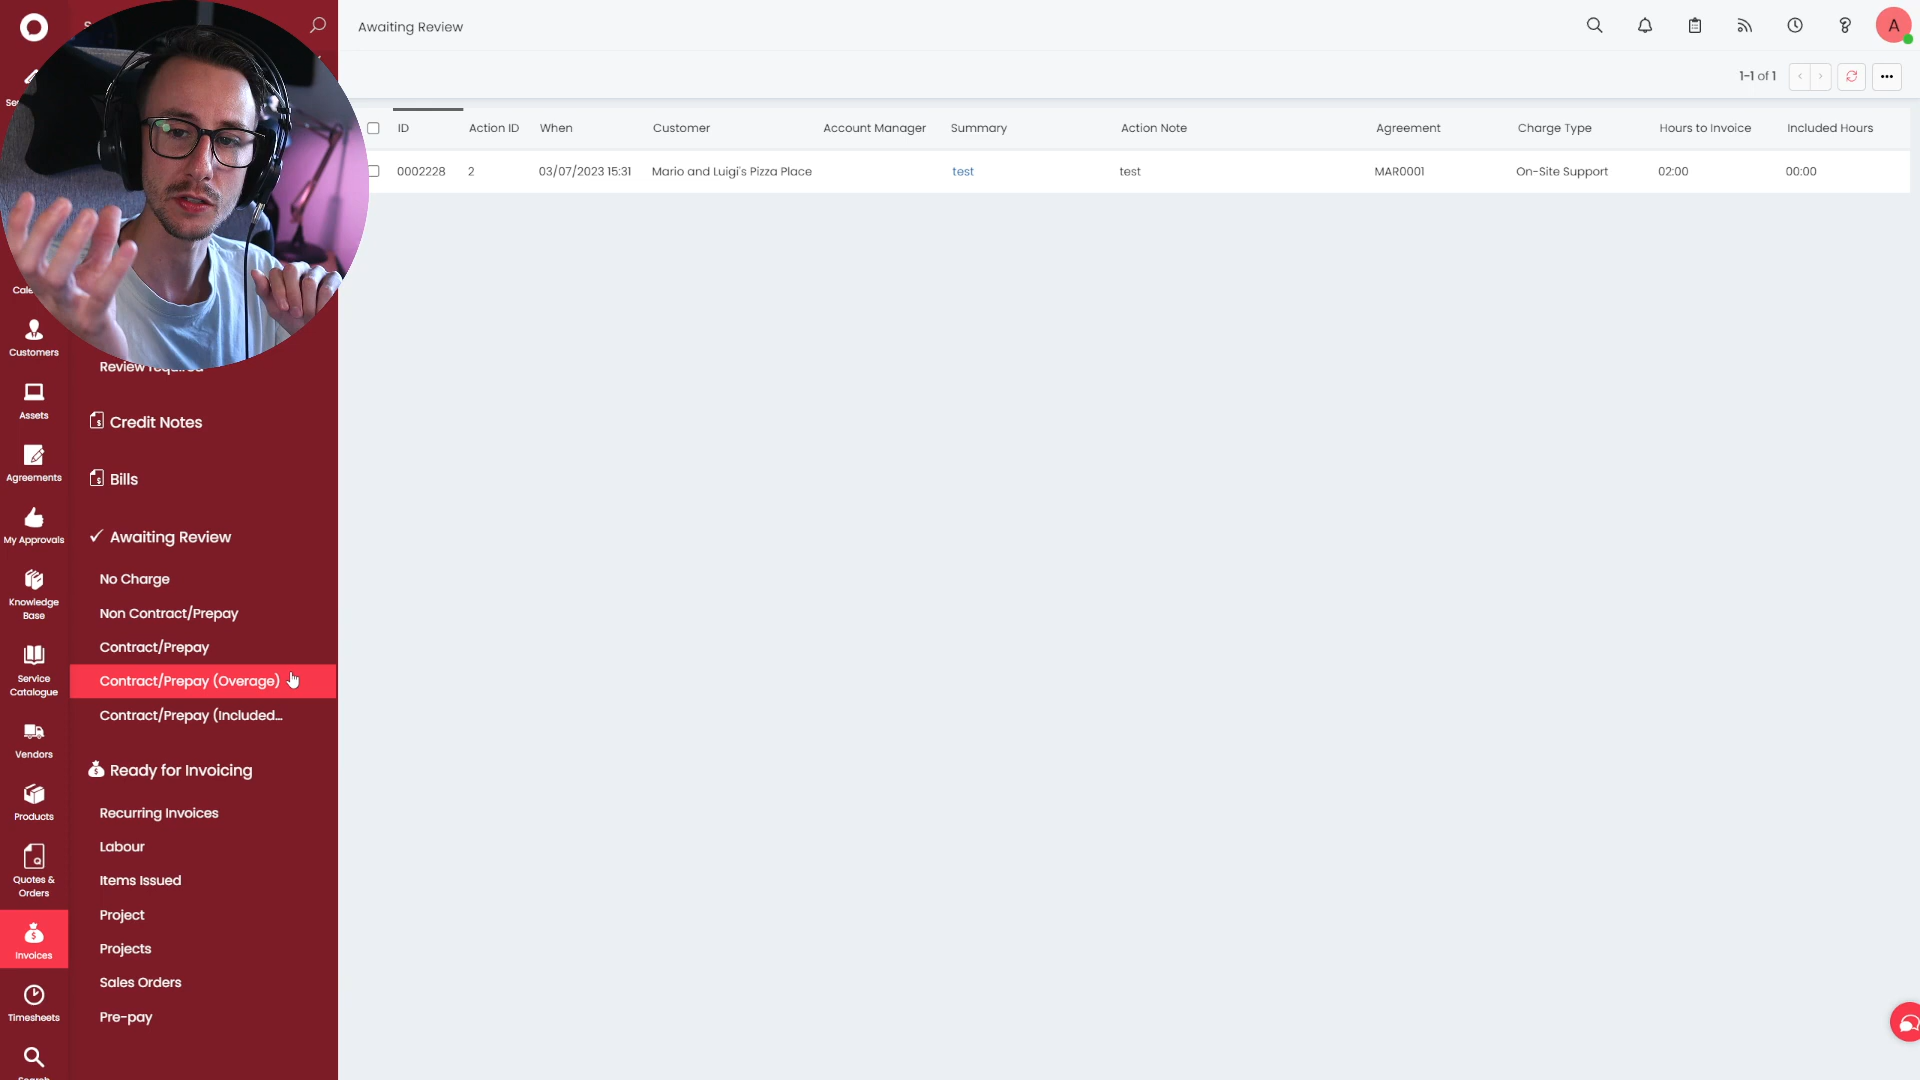 Awaiting Review
A
1-1 of 1
ID Action ID When Customer Account Manager Summary Action Note Agreement Charge Type Hours to Invoice Included Hours
0002228 2 03/07/2023 15:31 Mario and Luigi's Pizza Place test test MAR0001 On-Site Support 02:00 00:00
Customers
Assets
Agreements
My Approvals
Knowledge
Base
Service
Catalogue
Vendors
Products
Quotes &
Orders
Invoices
Timesheets
Credit Notes
Bills
Awaiting Review
No Charge
Non Contract/Prepay
Contract/Prepay
Contract/Prepay (Overage)
Contract/Prepay (Included...
Ready for Invoicing
Recurring Invoices
Labour
Items Issued
Project
Projects
Sales Orders
Pre-pay